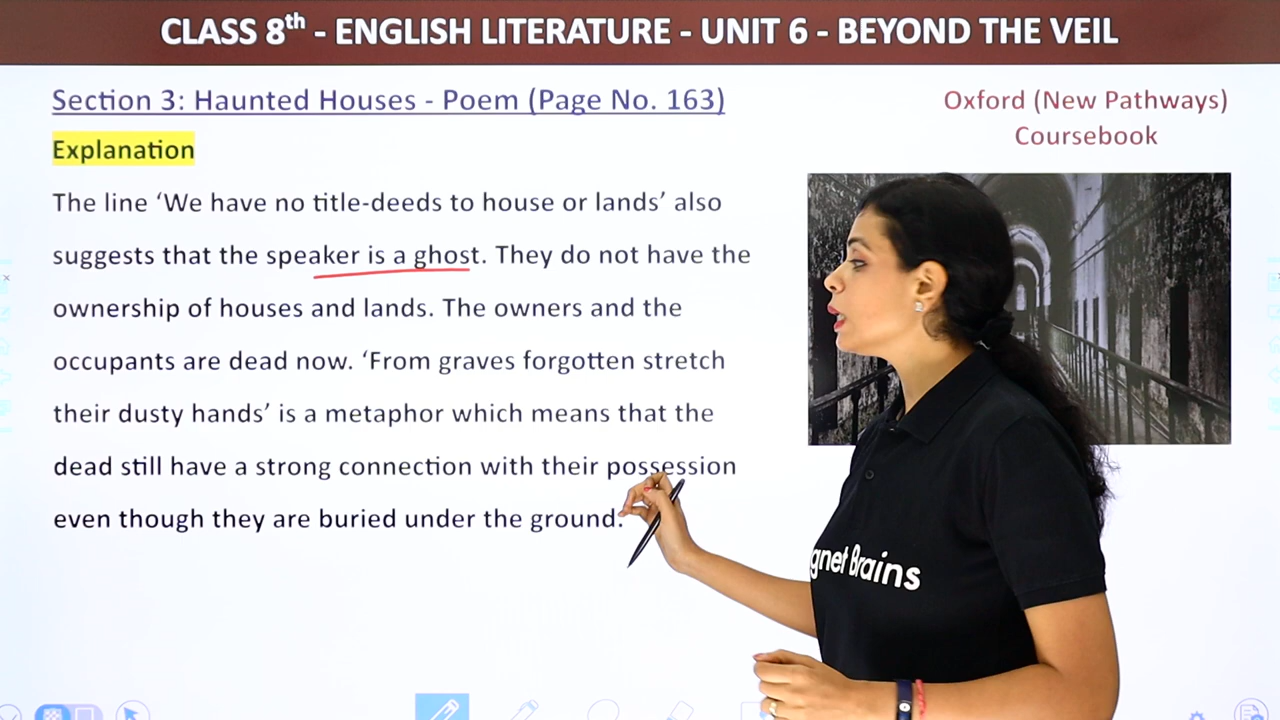 CLASS 8th - ENGLISH LITERATURE - UNIT 6 - BEYOND THE VEIL
Section 3: Haunted Houses - Poem (Page No. 163)
Oxford (New Pathways)
Coursebook
Explanation
The line ‘We have no title-deeds to house or lands’ also
suggests that the speaker is a ghost. They do not have the
ownership of houses and lands. The owners and the
occupants are dead now. ‘From graves forgotten stretch
their dusty hands’ is a metaphor which means that the
dead still have a strong connection with their possession
even though they are buried under the ground.
gnet Brains